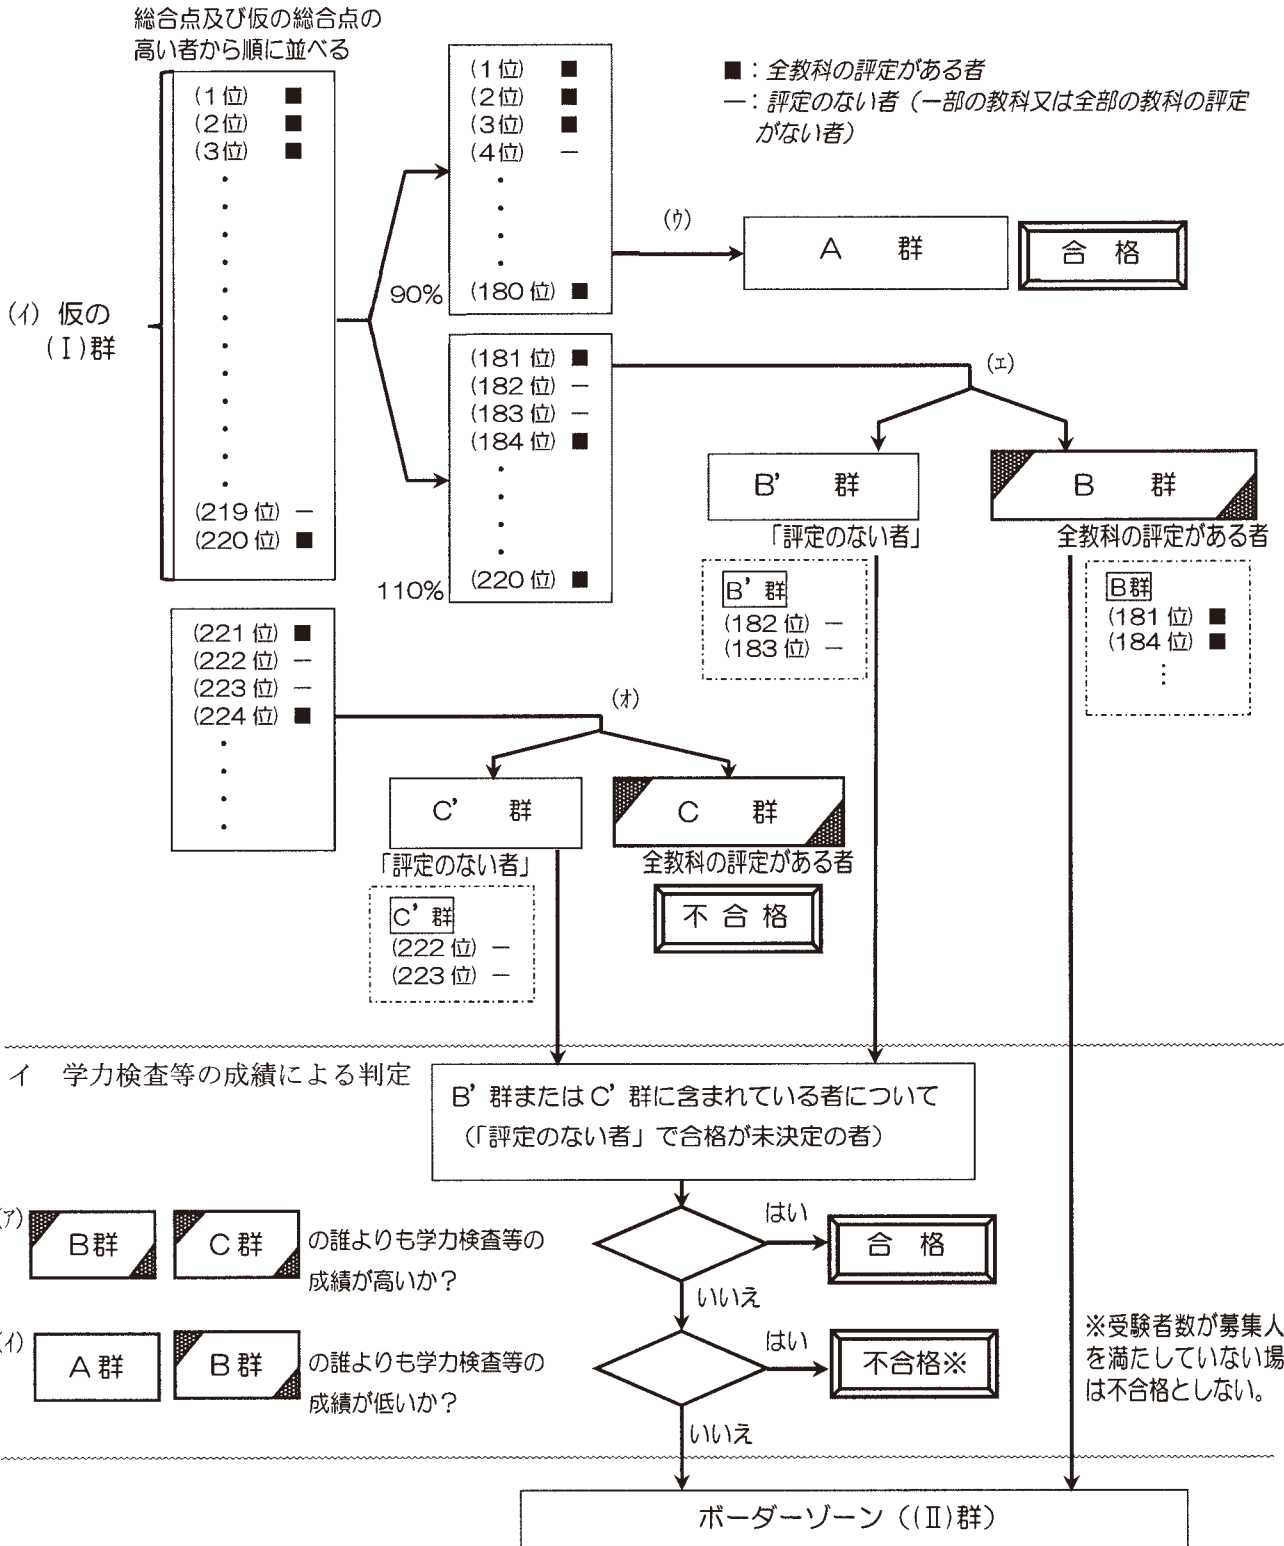 総合点及び仮の総合点の
高い者から順に並べる
■：全教科の評定がある者
－：評定のない者（一部の教科又は全部の教科の評定
がない者）
(ｲ) 仮の
(Ⅰ)群
(1位) ■
(2位) ■
(3位) ■
・
・
・
・
・
・
・
・
・
・
・
・
(219位) －
(220位) ■
90%
(1位) ■
(2位) ■
(3位) ■
(4位) －
・
・
・
・
(180位) ■
(ｳ)
A 群
合 格
110%
(181位) ■
(182位) －
(183位) －
(184位) ■
・
・
・
・
(220位) ■
(ｴ)
B’ 群
「評定のない者」
B’ 群
(182位) －
(183位) －
B 群
全教科の評定がある者
B群
(181位) ■
(184位) ■
⋮
(221位) ■
(222位) －
(223位) －
(224位) ■
・
・
・
・
(ｵ)
C’ 群
「評定のない者」
C’ 群
(222位) －
(223位) －
C 群
全教科の評定がある者
不 合 格
イ 学力検査等の成績による判定
B’ 群またはC’ 群に含まれている者について
（「評定のない者」で合格が未決定の者）
(ｱ)
B群
C群
の誰よりも学力検査等の
成績が高いか？
はい
合 格
いいえ
(ｲ)
A群
B群
の誰よりも学力検査等の
成績が低いか？
はい
不合格※
いいえ
※受験者数が募集人
を満たしていない場
は不合格としない。
ボーダーゾーン（(Ⅱ)群）